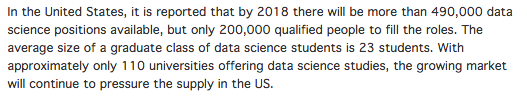 In the United States, it is reported that by 2018 there will be more than 490,000 data
science positions available, but only 200,000 qualified people to fill the roles. The
average size of a graduate class of data science students is 23 students. With
approximately only 110 universities offering data science studies, the growing market
will continue to pressure the supply in the US.